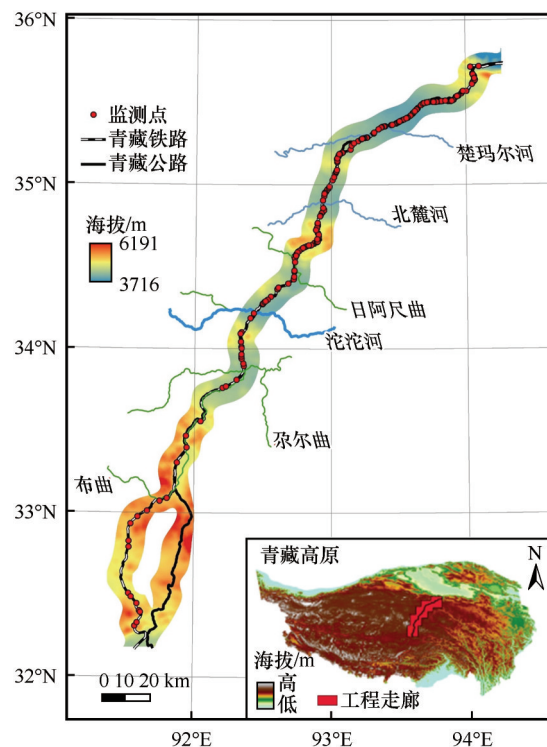 36°N
监测点
青藏铁路
青藏公路
楚玛尔河
35°N
海拔/m
6191
3716
北麓河
日阿尺曲
34°N
沱沱河
尕尔曲
布曲
33°N
青藏高原
N
海拔/m
高
低
工程走廊
32°N
0 10 20 km
92°E
93°E
94°E